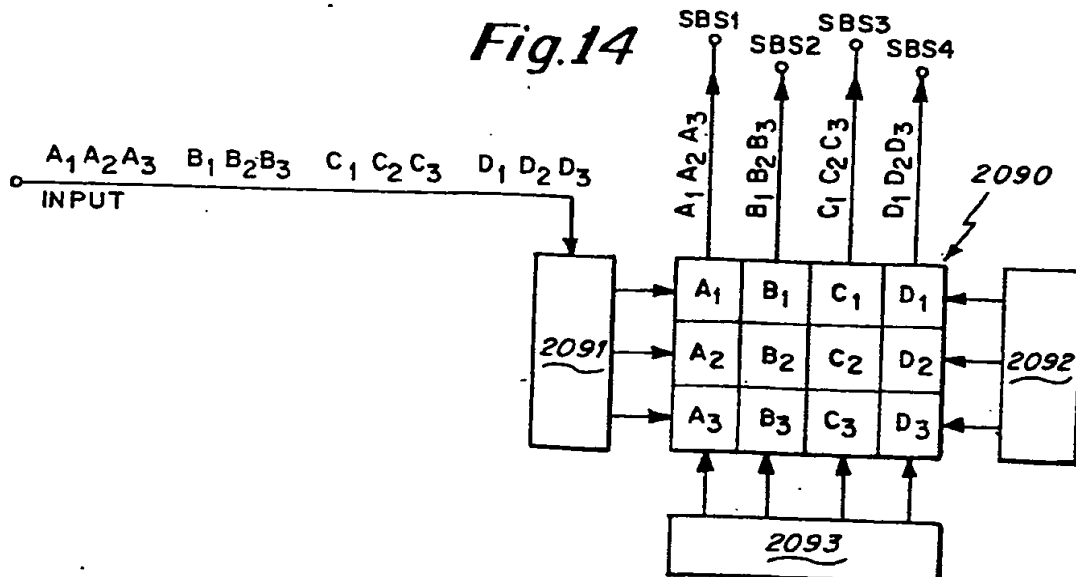 Fig.14
SBS1
SBS2
SBS3
SBS4
A₁ A₂ A₃ B₁ B₂ B₃ C₁ C₂ C₃ D₁ D₂ D₃
INPUT
A₁ A₂ A₃
B₁ B₂ B₃
C₁ C₂ C₃
D₁ D₂ D₃
2090
2091
A₁ B₁ C₁ D₁
A₂ B₂ C₂ D₂
A₃ B₃ C₃ D₃
2092
2093